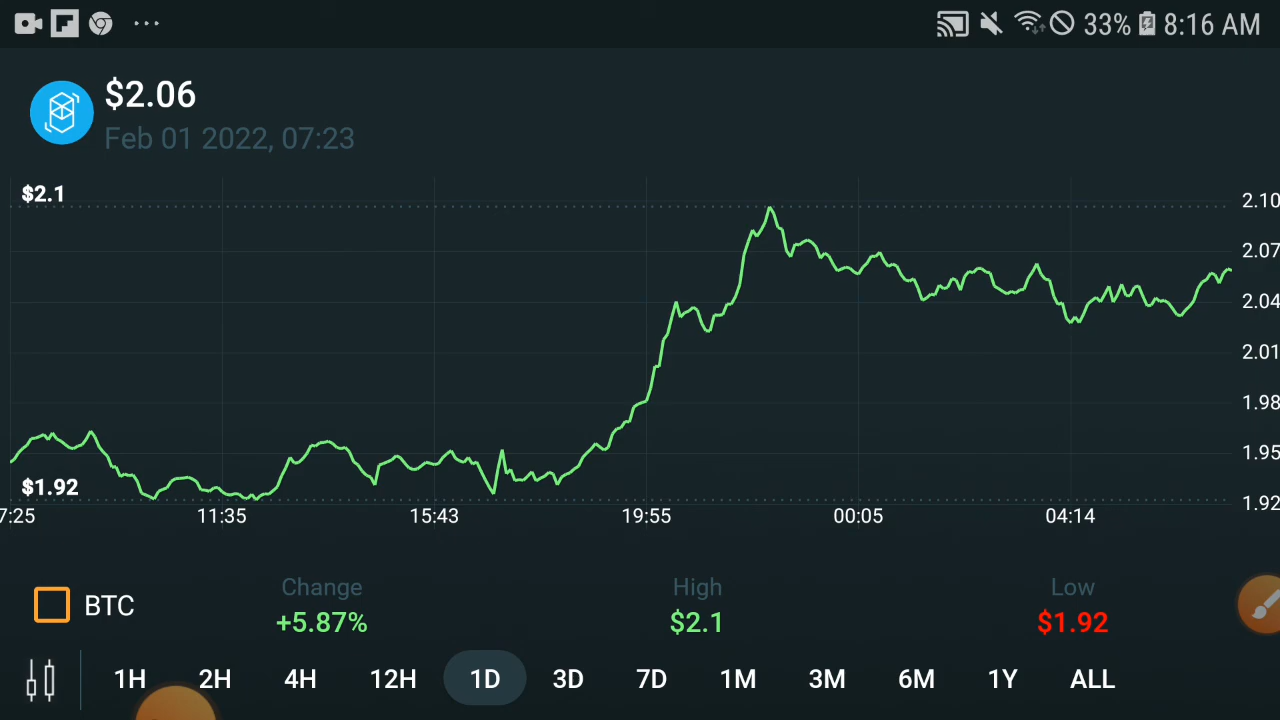 33% 8:16 AM
$2.06
Feb 01 2022, 07:23
$2.1
2.10
2.07
2.04
2.01
1.98
1.95
$1.92
1.92
7:25 11:35 15:43 19:55 00:05 04:14
Change High Low
BTC +5.87% $2.1 $1.92
1H 2H 4H 12H 1D 3D 7D 1M 3M 6M 1Y ALL